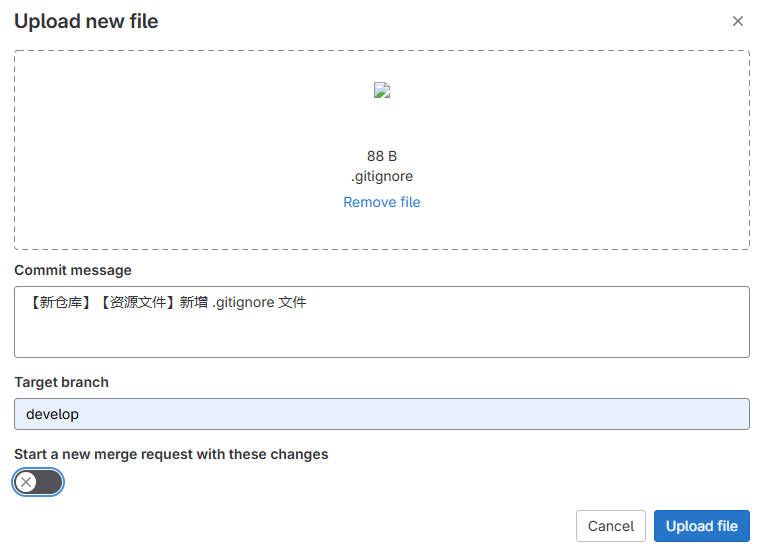 Upload new file
88 B
.gitignore
Remove file
Commit message
【新仓库】【资源文件】新增 .gitignore 文件
Target branch
develop
Start a new merge request with these changes
Cancel
Upload file